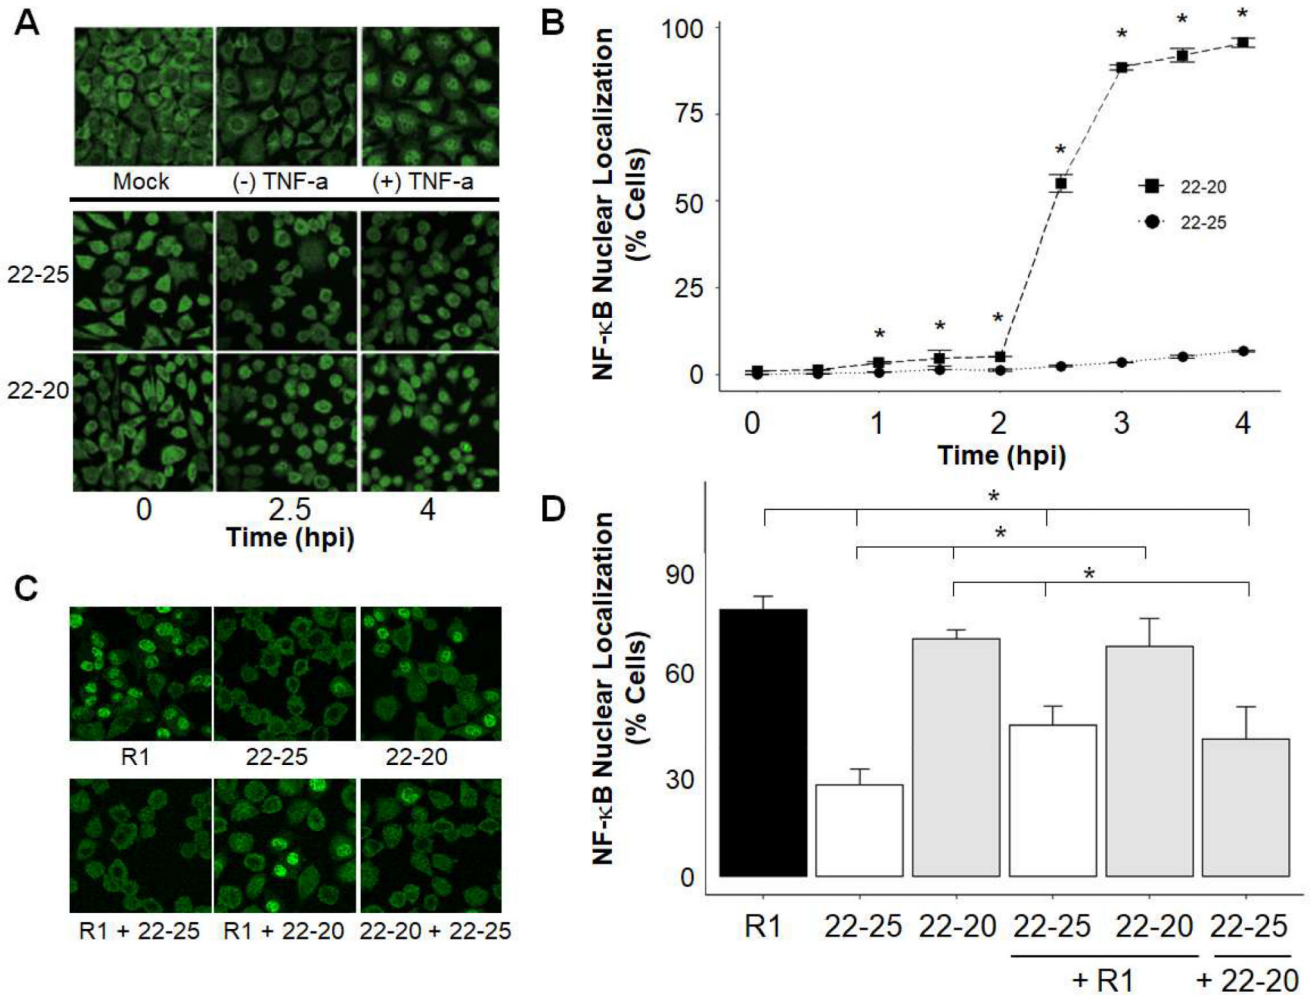 A
Mock (-) TNF-a (+) TNF-a
22-25
22-20
0 2.5 4
Time (hpi)
B
NF-κB Nuclear Localization
(% Cells)
100
75
50
25
0
* * * * * * *
22-20
22-25
0 1 2 3 4
Time (hpi)
C
R1 22-25 22-20
R1 + 22-25 R1 + 22-20 22-20 + 22-25
D
NF-κB Nuclear Localization
(% Cells)
90
60
30
0
*
*
*
R1 22-25 22-20 22-25 22-20 22-25
+ R1 + 22-20